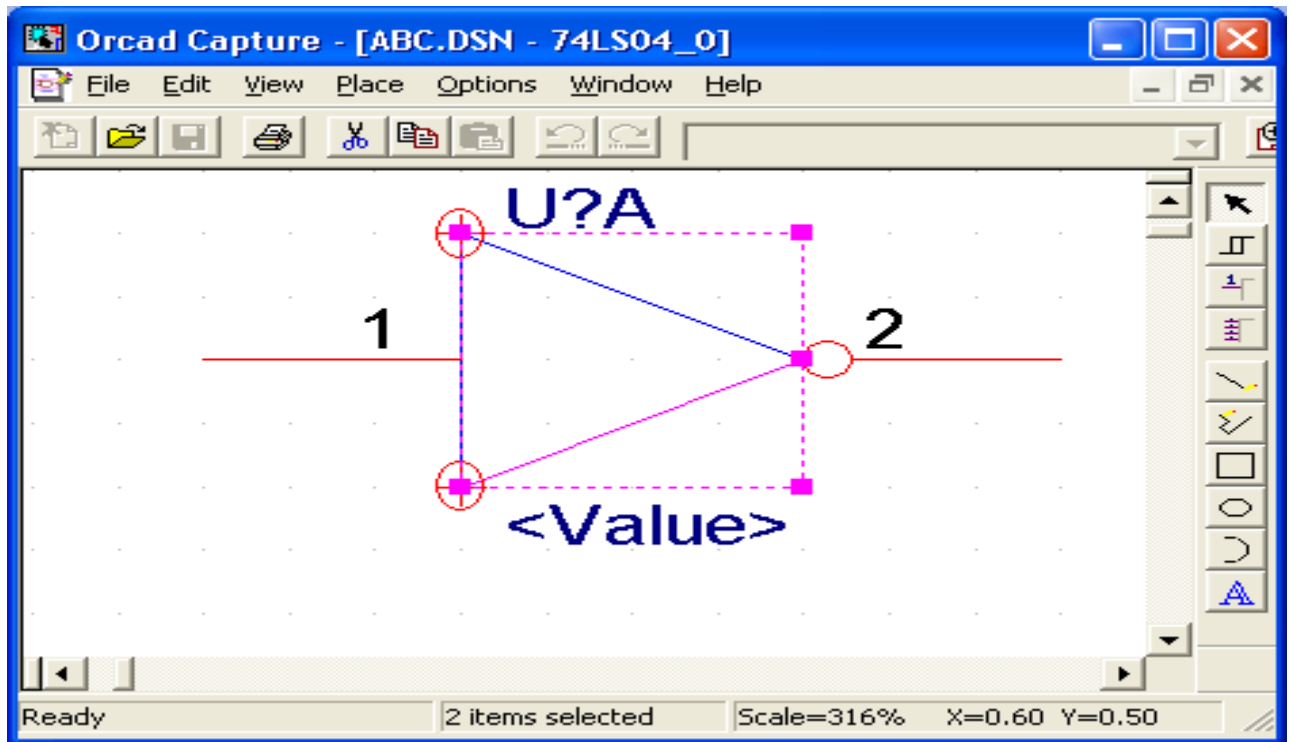 Orcad Capture - [ABC.DSN - 74LS04_0]
File Edit View Place Options Window Help
U?A
1 2
<Value>
1
A
Ready 2 items selected Scale=316% X=0.60 Y=0.50